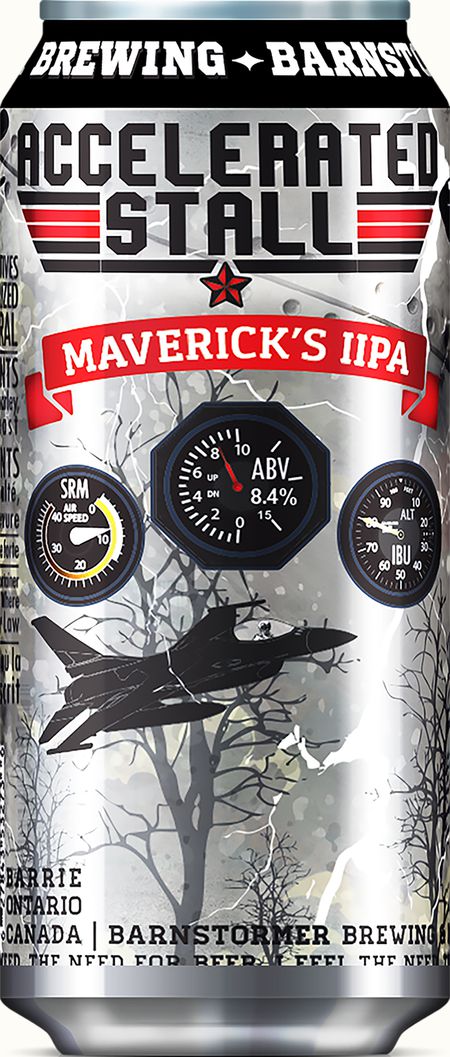 BREWING ✦ BARNST
ACCELERATED
STALL
MAVERICK'S IIPA
8 10
6 UP
4 DN
2 0 15
ABV
8.4%
SRM
AIR
SPEED
40 0
30 10
20
90
ALT
80 20
70 30
60 50 40
IBU
BARRIE
ONTARIO
CANADA | BARNSTORMER BREWING
THE NEED FOR BEER I FEEL THE NEED